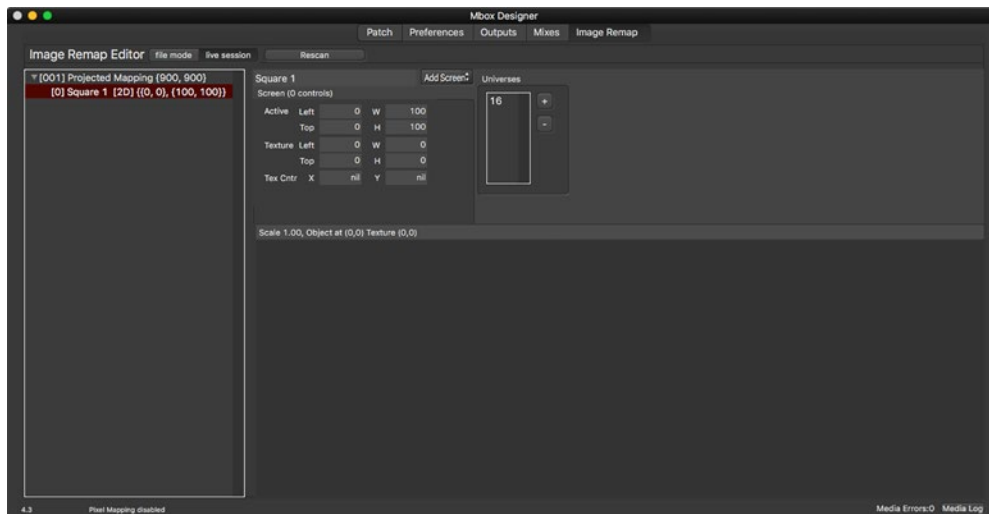 Mbox Designer
Patch Preferences Outputs Mixes Image Remap
Image Remap Editor file mode live session Rescan
[001] Projected Mapping {900, 900}
[0] Square 1 [2D] {{0, 0}, {100, 100}}
Square 1 Add Screen
Screen (0 controls)
Active Left 0 W 100
Top 0 H 100
Texture Left 0 W 0
Top 0 H 0
Tex Cntr X nil Y nil
Universes
16 +
-
Scale 1.00, Object at (0,0) Texture (0,0)
4.3 Pixel Mapping disabled Media Errors:0 Media Log